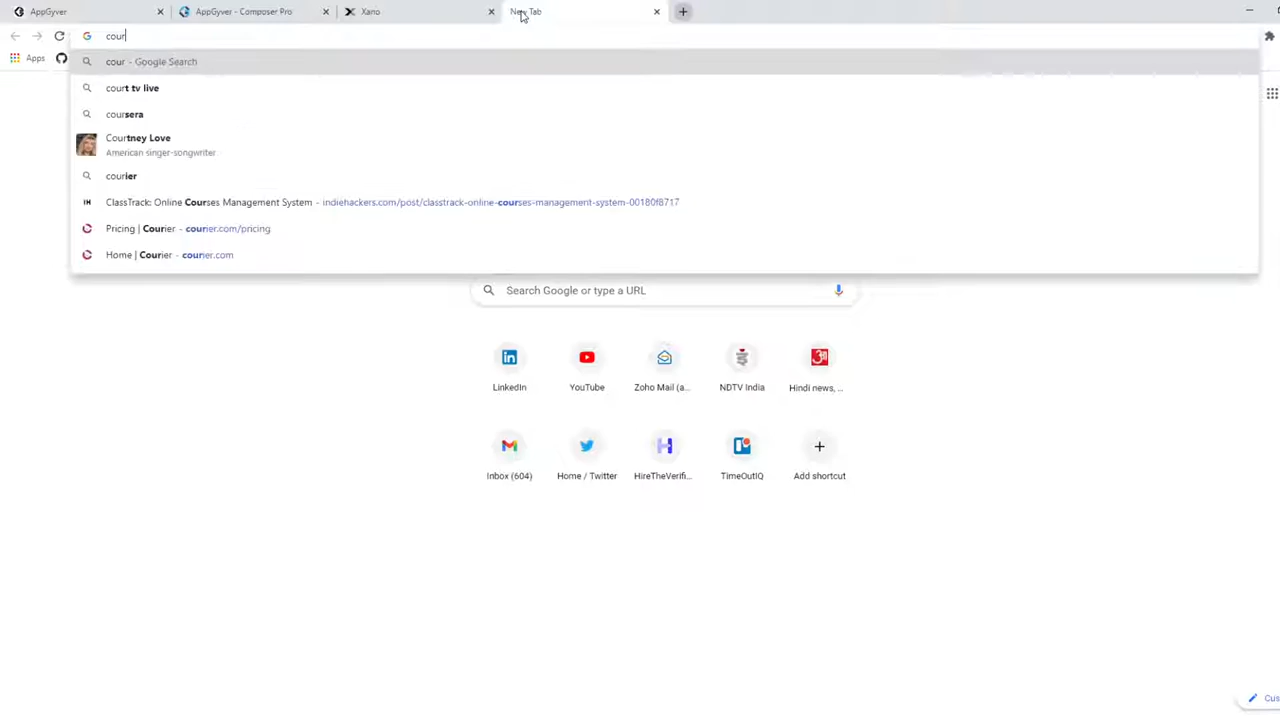 AppGyver
AppGyver - Composer Pro
Xano
New Tab
cour
Apps
cour - Google Search
court tv live
coursera
Courtney Love
American singer-songwriter
courier
ClassTrack: Online Courses Management System - indiehackers.com/post/classtrack-online-courses-management-system-00180f8717
Pricing | Courier - courier.com/pricing
Home | Courier - courier.com
Search Google or type a URL
LinkedIn
YouTube
Zoho Mail (a...
NDTV India
Hindi news, ...
Inbox (604)
Home / Twitter
HireTheVerifi...
TimeOutIQ
Add shortcut
Cus